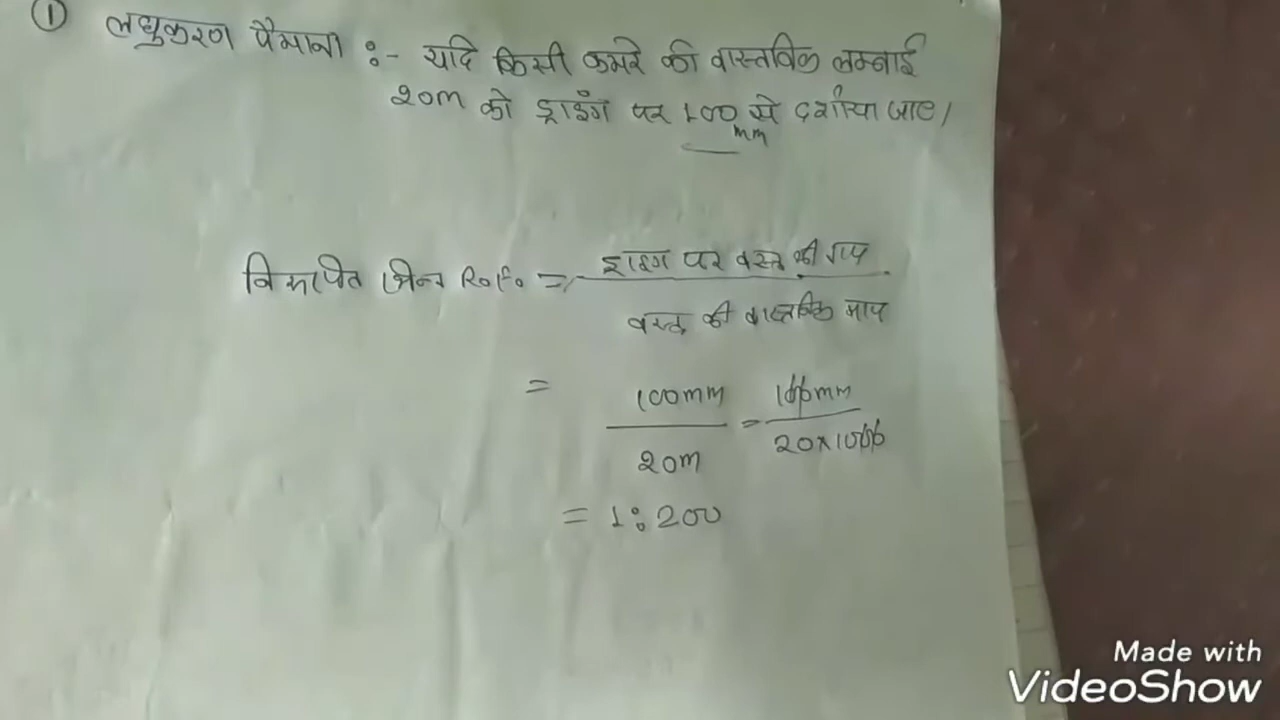 ① लघुकरण पैमाना :- यदि किसी कमरे की वास्तविक लम्बाई
20m को ड्राइंग पर 100 mm से दर्शाया जाए।
भिन्न R.F. = ड्राइंग पर वस्तु की माप
वस्तु की वास्तविक माप
= 100mm / 20m = 100mm / 20x1000
= 1:200
Made with
VideoShow